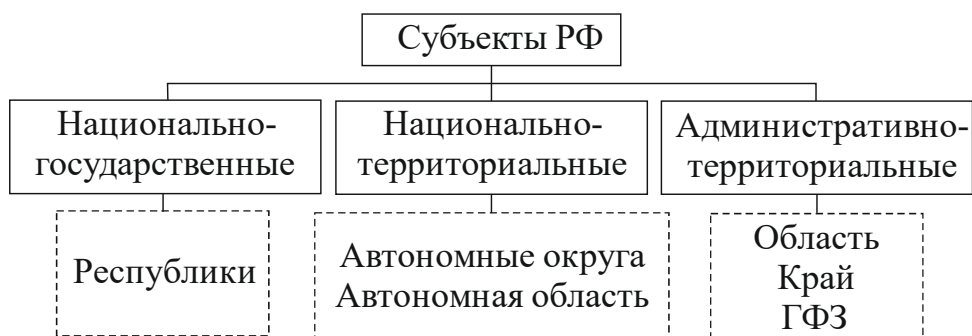 Субъекты РФ
Национально-
государственные
Национально-
территориальные
Административно-
территориальные
Республики
Автономные округа
Автономная область
Область
Край
ГФЗ